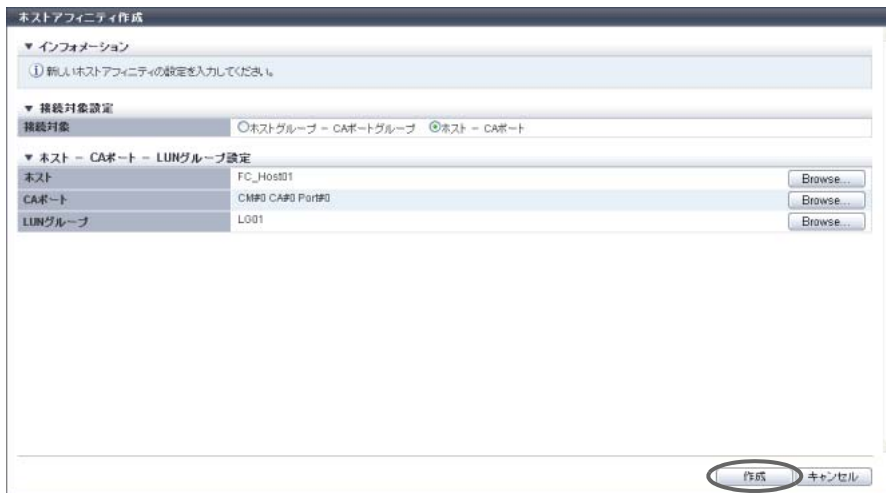 ホストアフィニティ作成
▼ インフォメーション
新しいホストアフィニティの設定を入力してください。
▼ 接続対象設定
接続対象 ホストグループ － CAポートグループ ホスト － CAポート
▼ ホスト － CAポート － LUNグループ設定
ホスト FC_Host01 Browse...
CAポート CM#0 CA#0 Port#0 Browse...
LUNグループ LG01 Browse...
作成 キャンセル